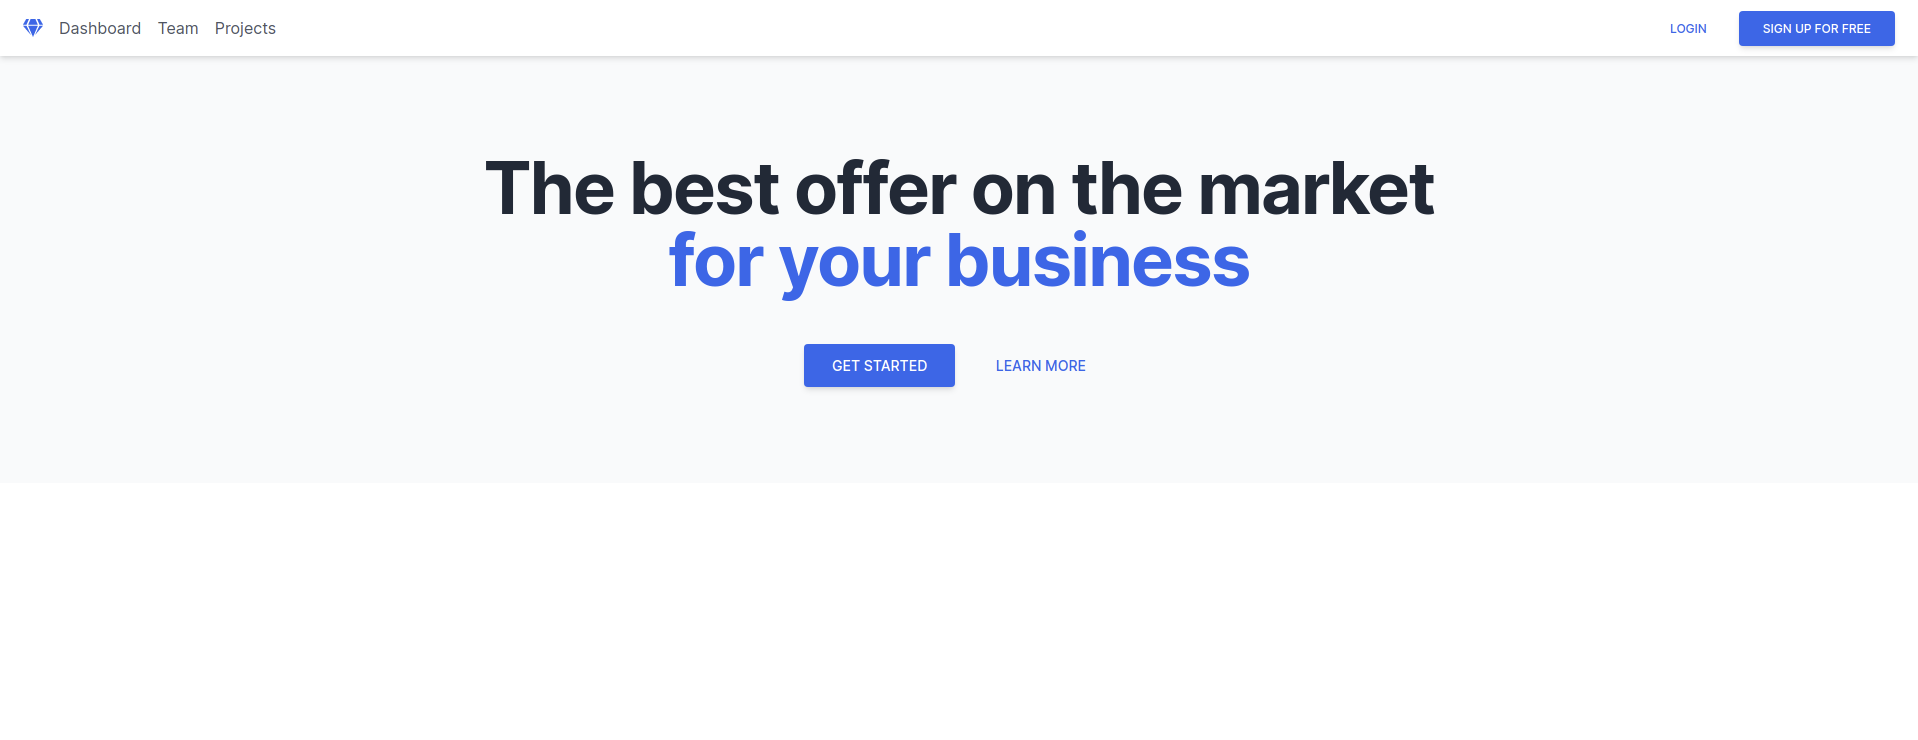 Dashboard Team Projects LOGIN SIGN UP FOR FREE
The best offer on the market
for your business
GET STARTED LEARN MORE